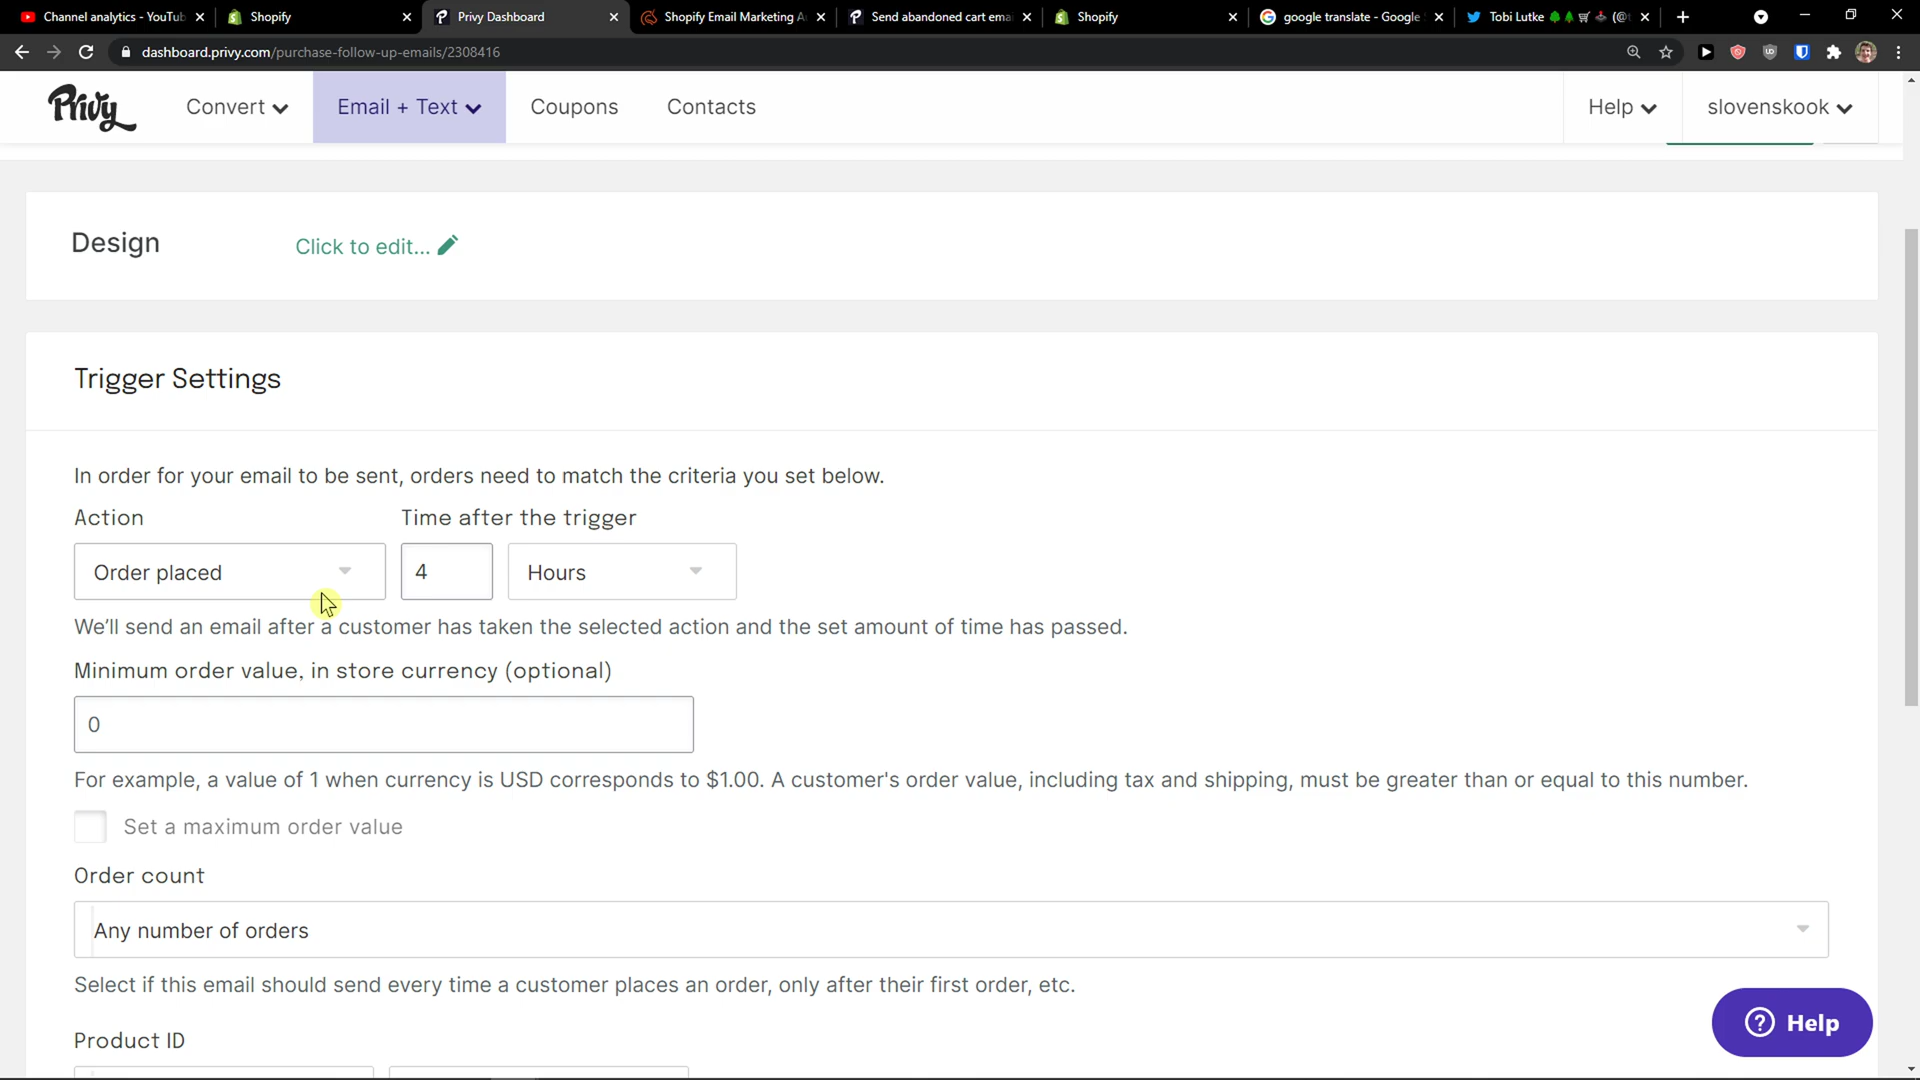 Channel analytics - YouTub
Shopify
Privy Dashboard
Shopify Email Marketing A
Send abandoned cart ema
Shopify
google translate - Google
Tobi Lutke
dashboard.privy.com/purchase-follow-up-emails/2308416
Privy
Convert
Email + Text
Coupons
Contacts
Help
slovenskook
Design
Click to edit...
Trigger Settings
In order for your email to be sent, orders need to match the criteria you set below.
Action
Time after the trigger
Order placed
4
Hours
We'll send an email after a customer has taken the selected action and the set amount of time has passed.
Minimum order value, in store currency (optional)
0
For example, a value of 1 when currency is USD corresponds to $1.00. A customer's order value, including tax and shipping, must be greater than or equal to this number.
Set a maximum order value
Order count
Any number of orders
Select if this email should send every time a customer places an order, only after their first order, etc.
Product ID
Help